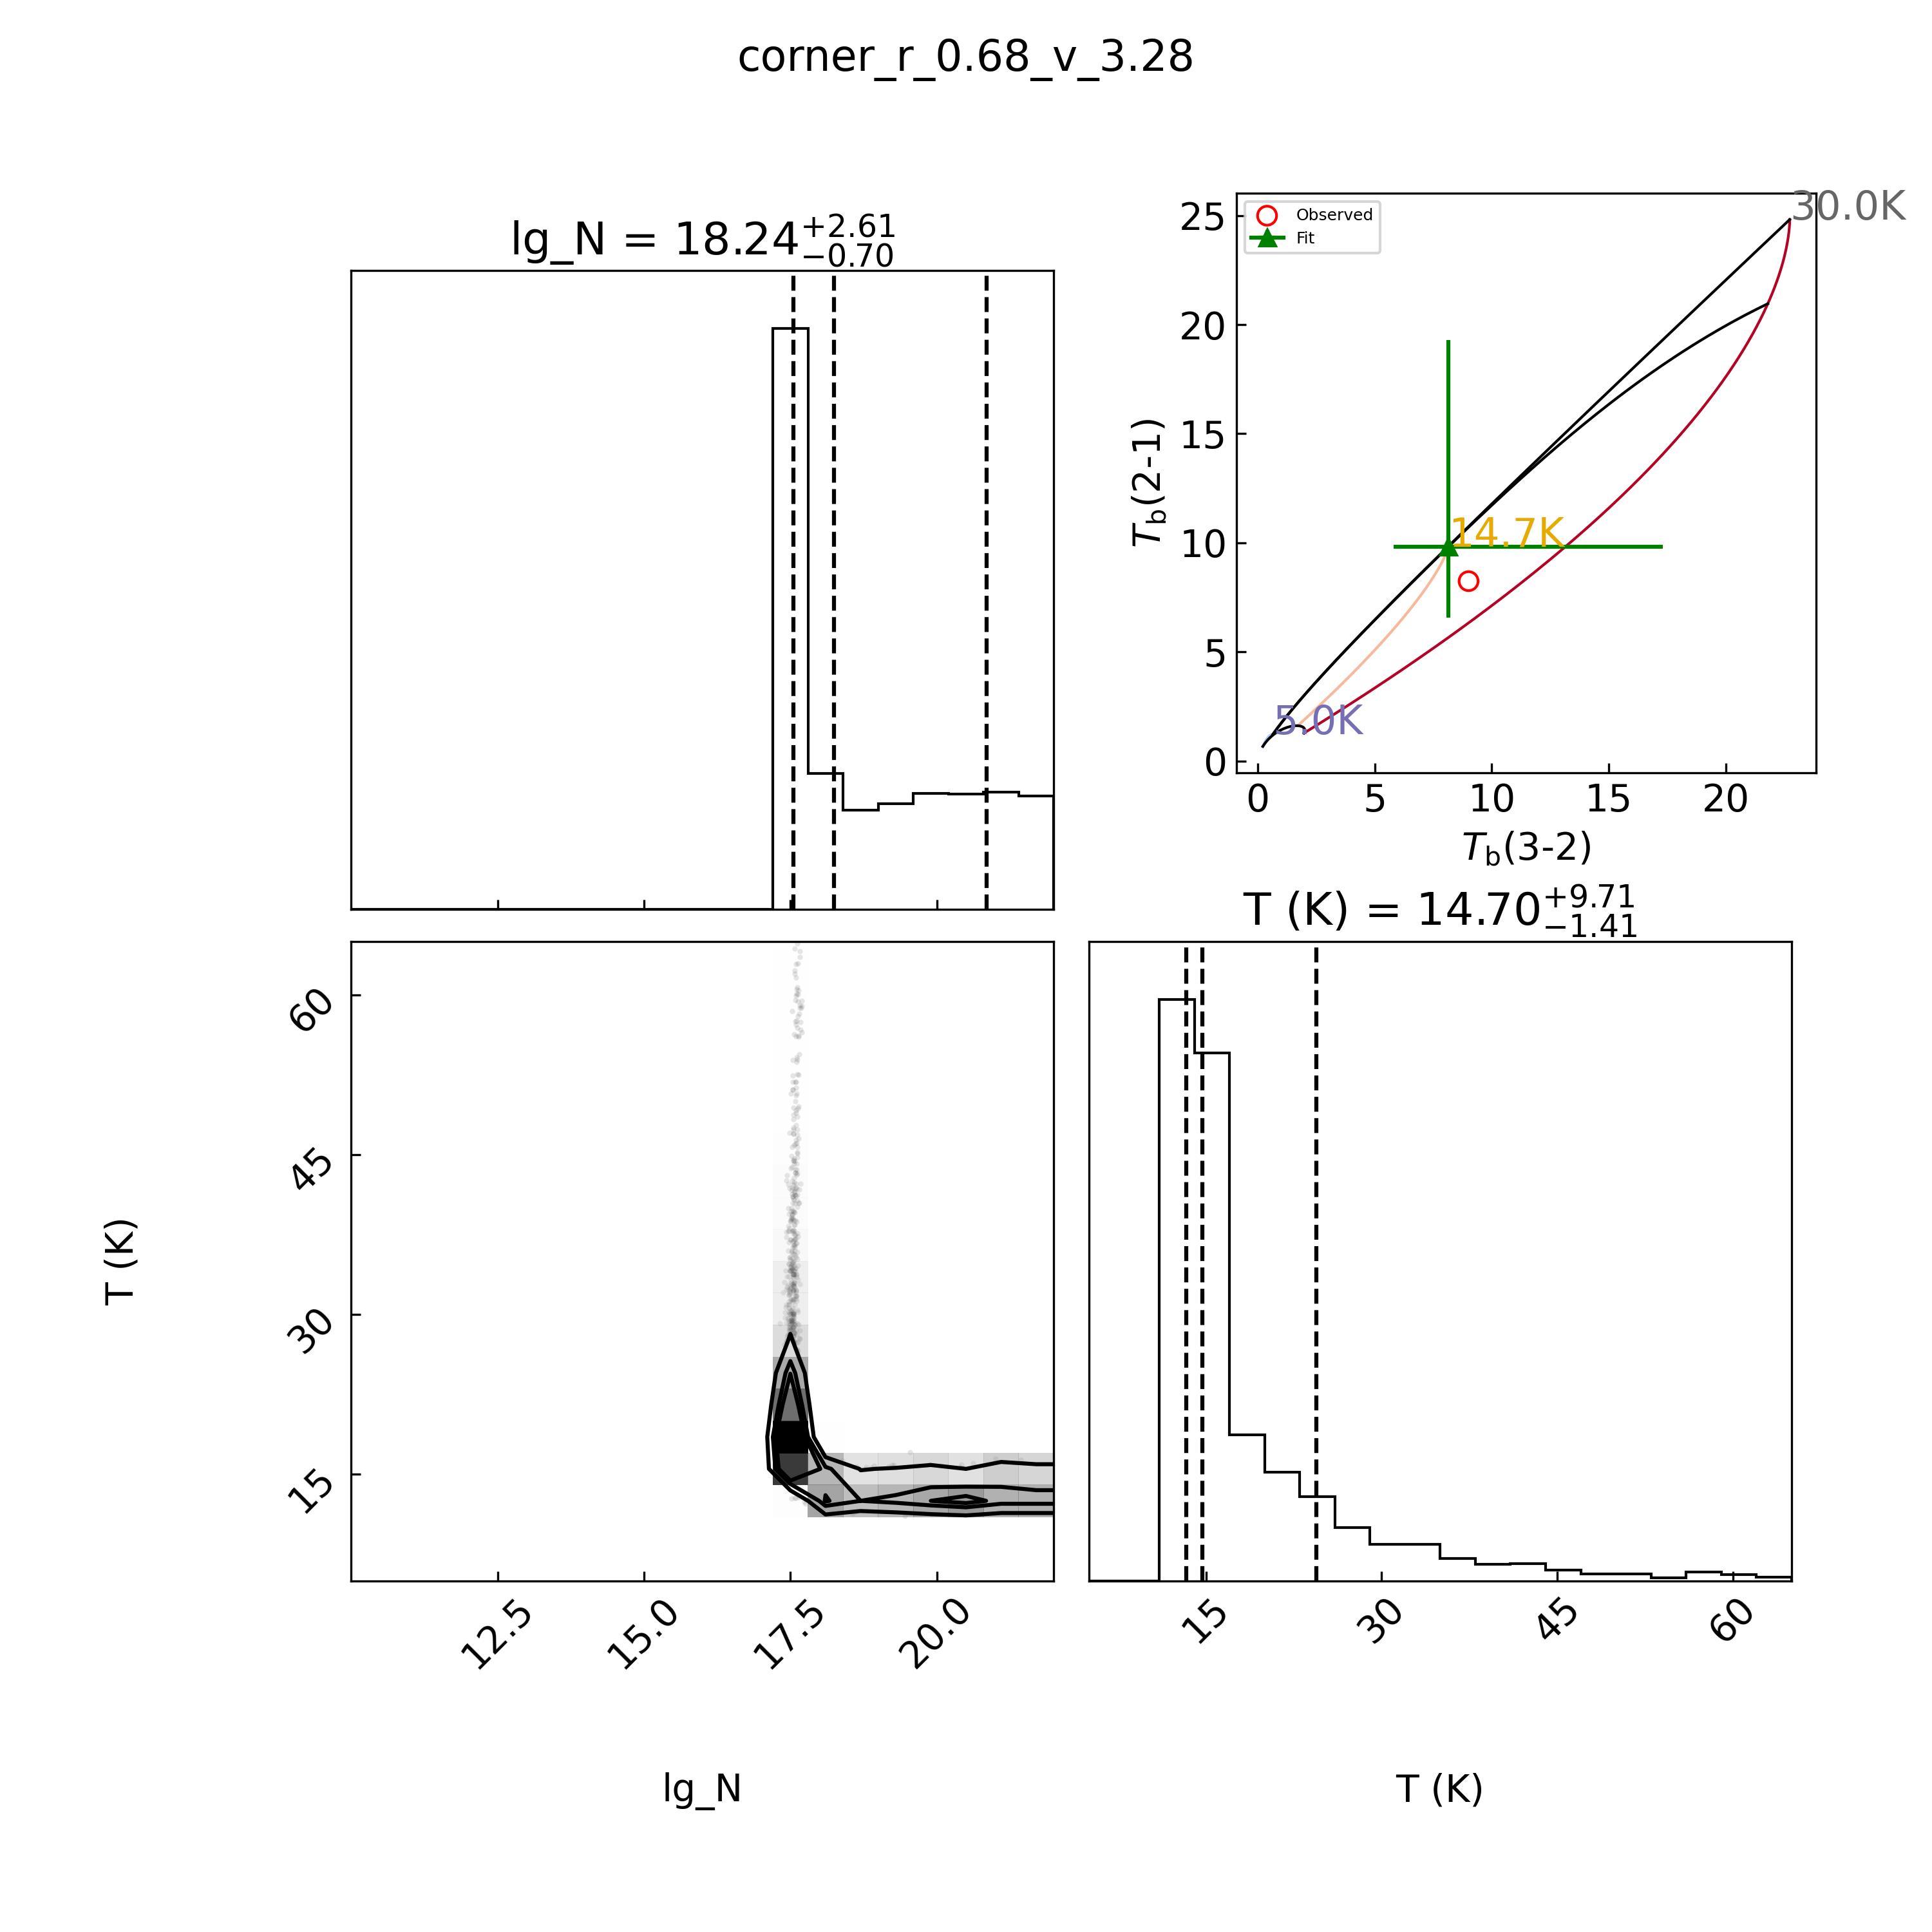 corner_r_0.68_v_3.28
lg_N = 18.24+2.61−0.70
30.0K
25
20
15
10
5
0
Observed
Fit
14.7K
5.0K
Tb(2-1)
0 5 10 15 20
Tb(3-2)
T (K) = 14.70+9.71−1.41
60
45
30
15
T (K)
12.5 15.0 17.5 20.0
15 30 45 60
lg_N
T (K)